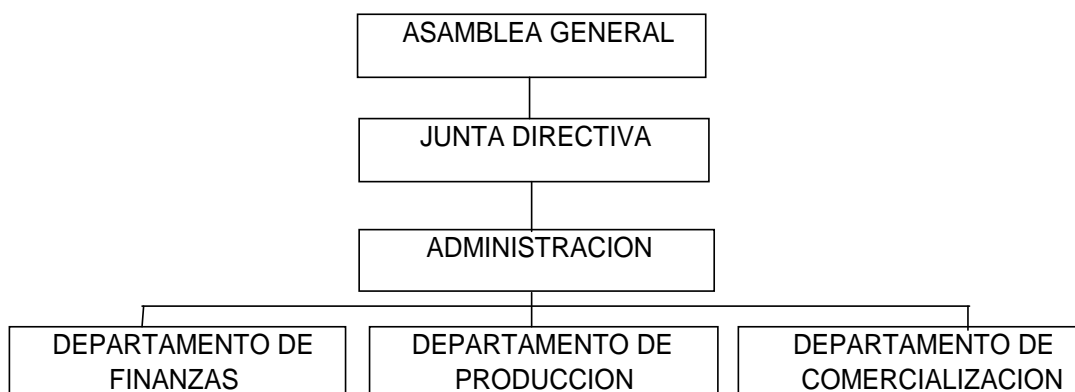 ASAMBLEA GENERAL
JUNTA DIRECTIVA
ADMINISTRACION
DEPARTAMENTO DE
FINANZAS
DEPARTAMENTO DE
PRODUCCION
DEPARTAMENTO DE
COMERCIALIZACION